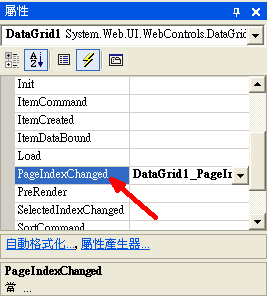 屬性
DataGrid1 System.Web.UI.WebControls.DataGrid
Init
ItemCommand
ItemCreated
ItemDataBound
Load
PageIndexChanged DataGrid1_PageIn
PreRender
SelectedIndexChanged
SortCommand
自動格式化..., 屬性產生器...
PageIndexChanged
當 ...